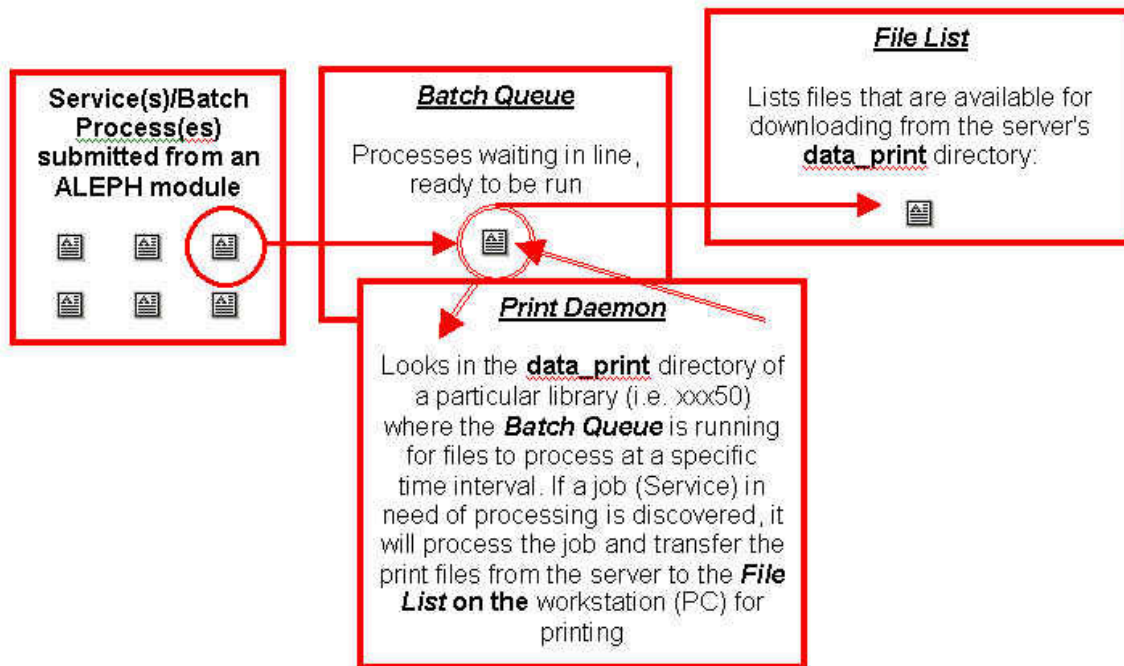 Service(s)/Batch
Process(es)
submitted from an
ALEPH module
Batch Queue
Processes waiting in line,
ready to be run
File List
Lists files that are available for
downloading from the server's
data_print directory:
Print Daemon
Looks in the data_print directory of
a particular library (i.e. xxx50)
where the Batch Queue is running
for files to process at a specific
time interval. If a job (Service) in
need of processing is discovered, it
will process the job and transfer the
print files from the server to the File
List on the workstation (PC) for
printing